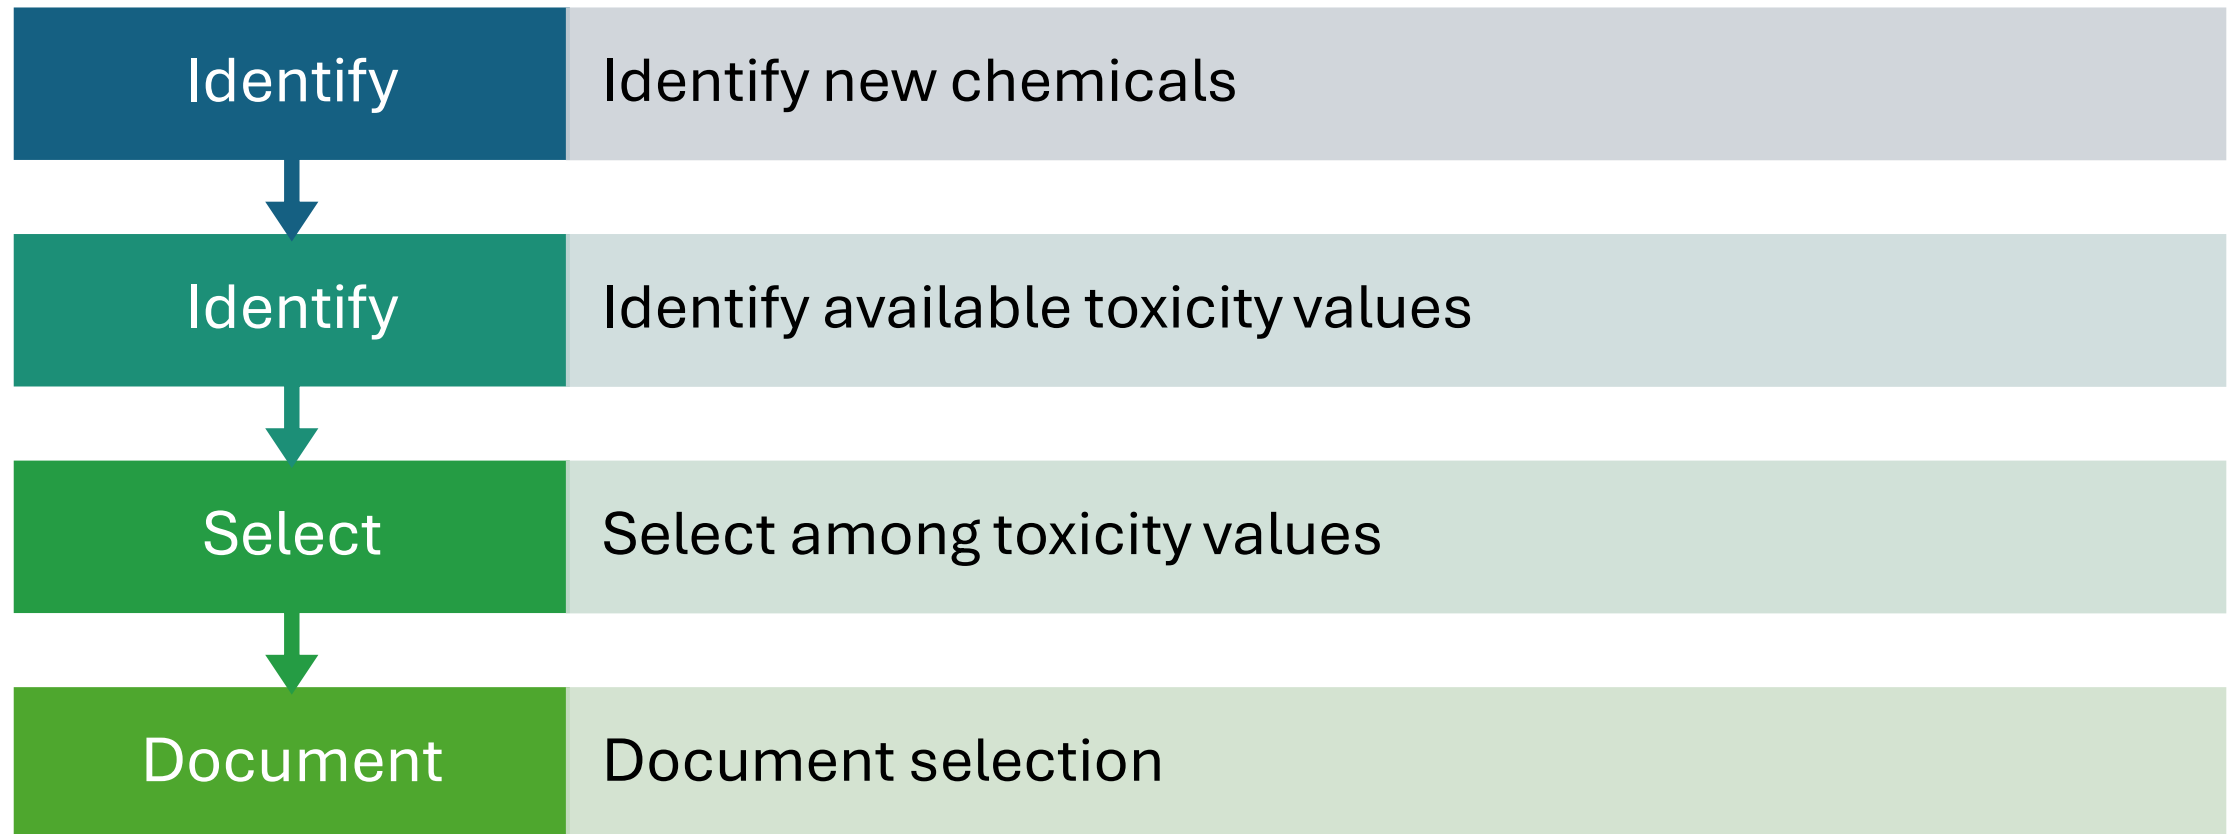 Identify
Identify new chemicals
Identify
Identify available toxicity values
Select
Select among toxicity values
Document
Document selection